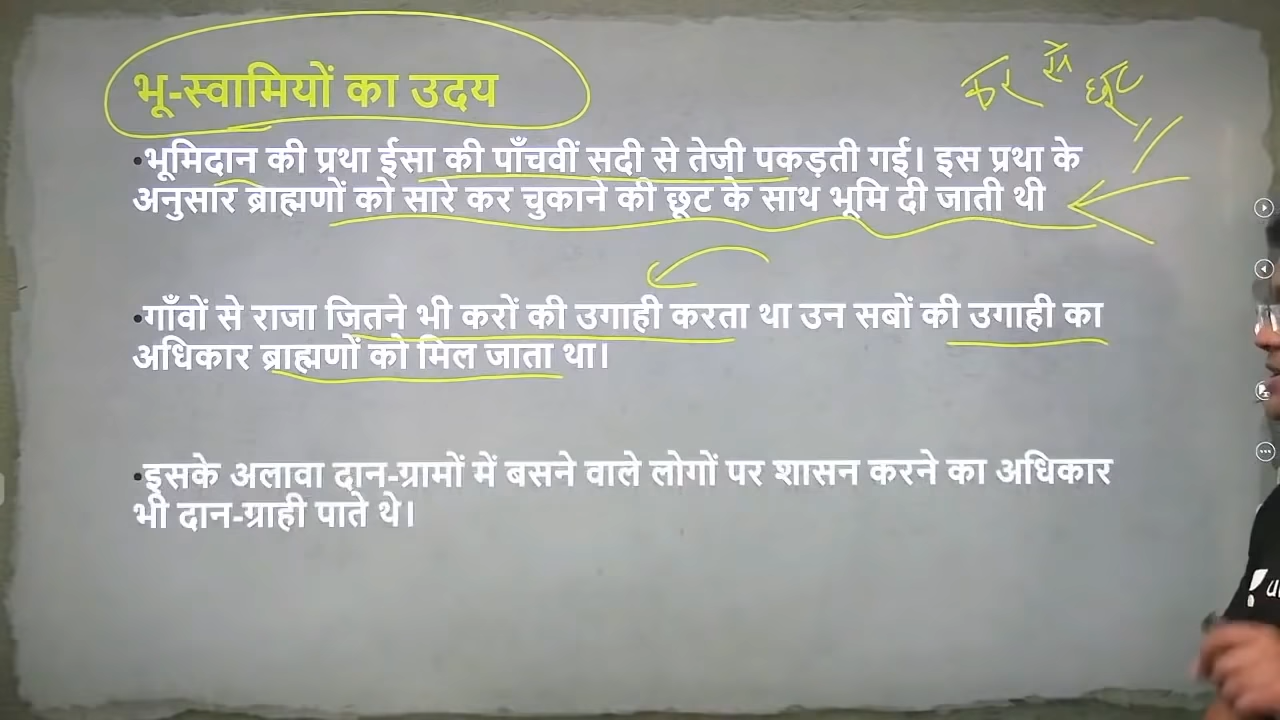 भू-स्वामियों का उदय
कर से छूट
•भूमिदान की प्रथा ईसा की पाँचवीं सदी से तेजी पकड़ती गई। इस प्रथा के
अनुसार ब्राह्मणों को सारे कर चुकाने की छूट के साथ भूमि दी जाती थी
•गाँवों से राजा जितने भी करों की उगाही करता था उन सबों की उगाही का
अधिकार ब्राह्मणों को मिल जाता था।
•इसके अलावा दान-ग्रामों में बसने वाले लोगों पर शासन करने का अधिकार
भी दान-ग्राही पाते थे।